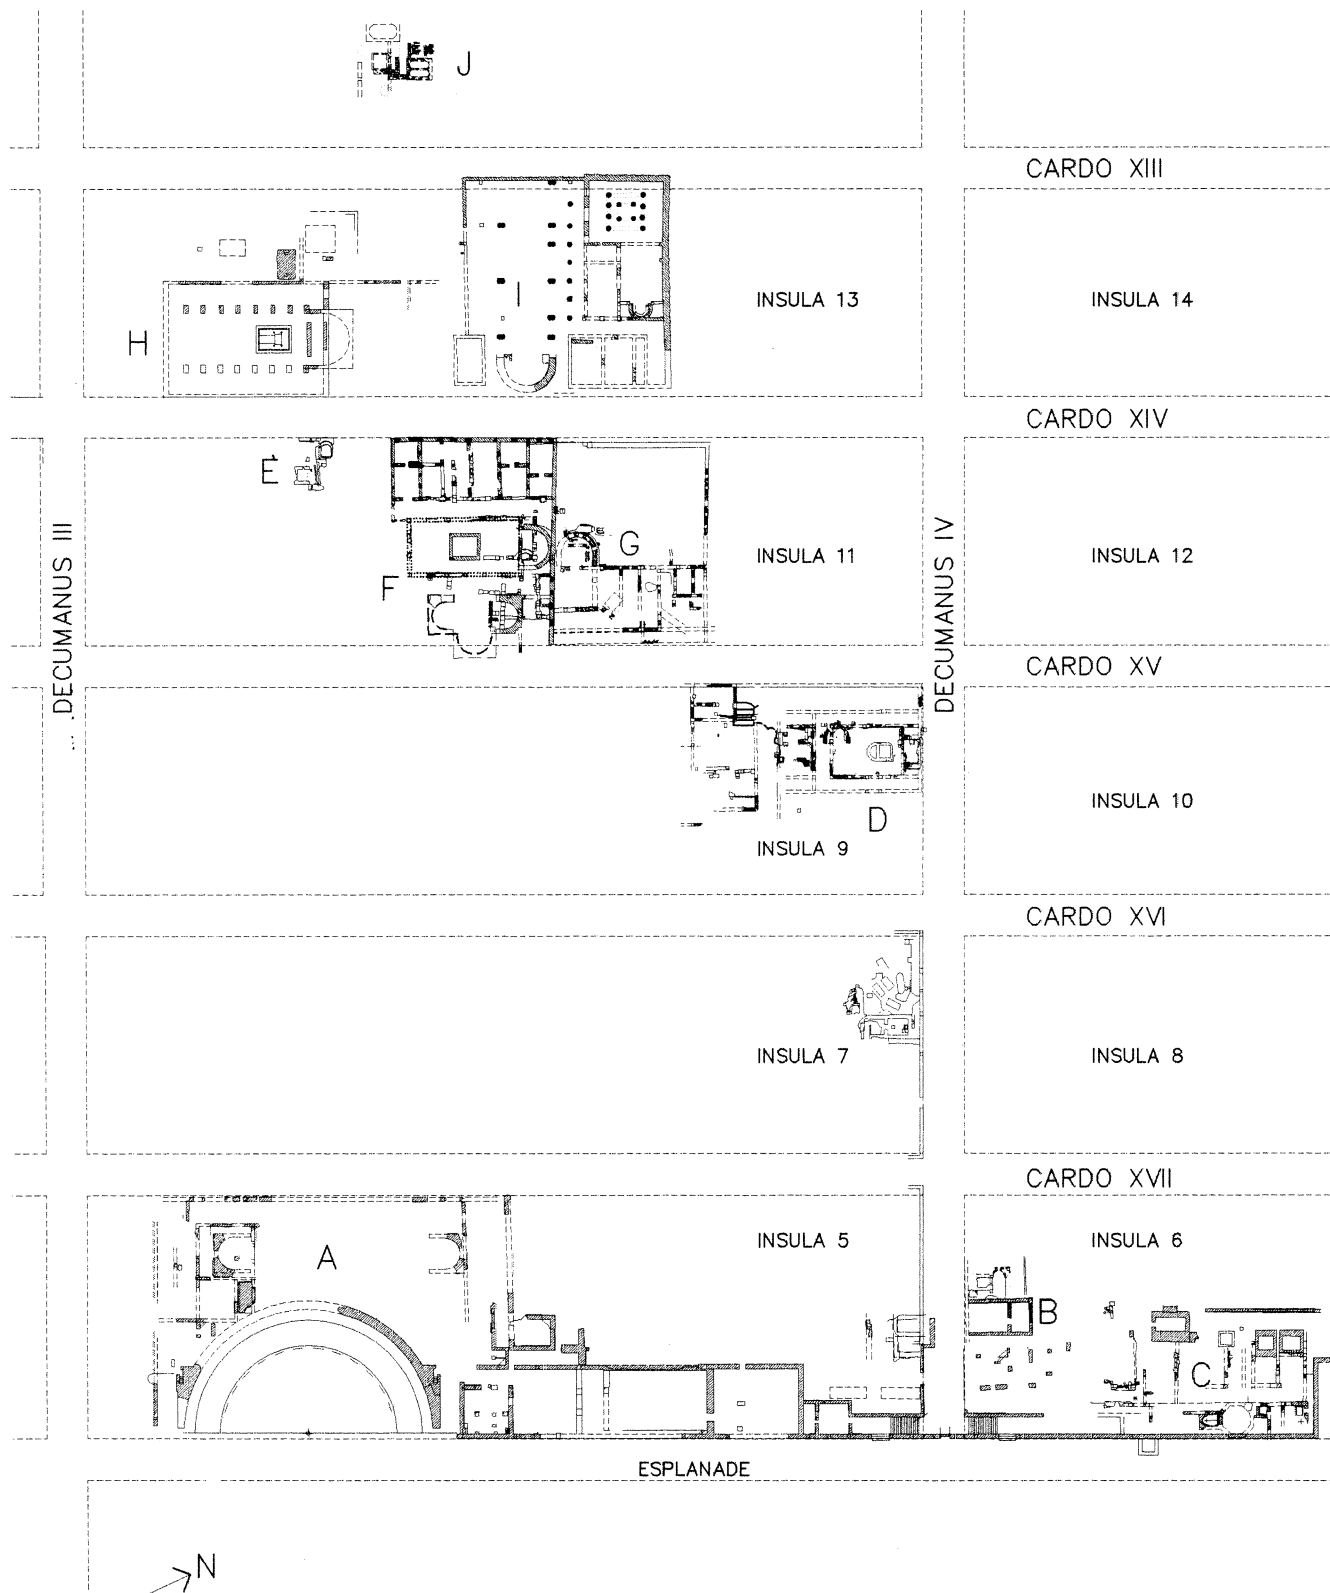 J
CARDO XIII
I
INSULA 13
INSULA 14
H
CARDO XIV
E
G
INSULA 11
INSULA 12
F
DECUMANUS III
DECUMANUS IV
CARDO XV
INSULA 10
D
INSULA 9
CARDO XVI
INSULA 7
INSULA 8
CARDO XVII
A
INSULA 5
INSULA 6
B
C
ESPLANADE
N